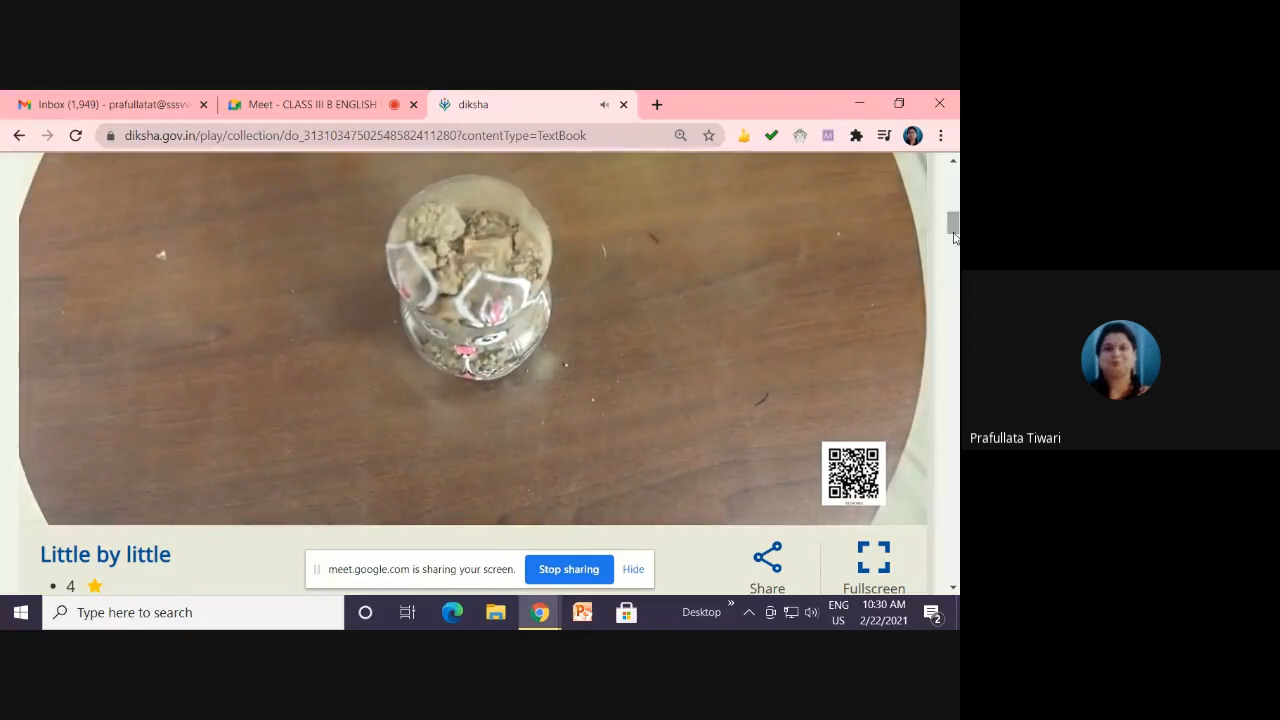 Inbox (1,949) - prafullatat@sssvv
Meet - CLASS III B ENGLISH
diksha
diksha.gov.in/play/collection/do_31310347502548582411280?contentType=TextBook
Prafullata Tiwari
Little by little
4
meet.google.com is sharing your screen.
Stop sharing
Hide
Share
Fullscreen
Type here to search
Desktop
ENG
US
10:30 AM
2/22/2021
2